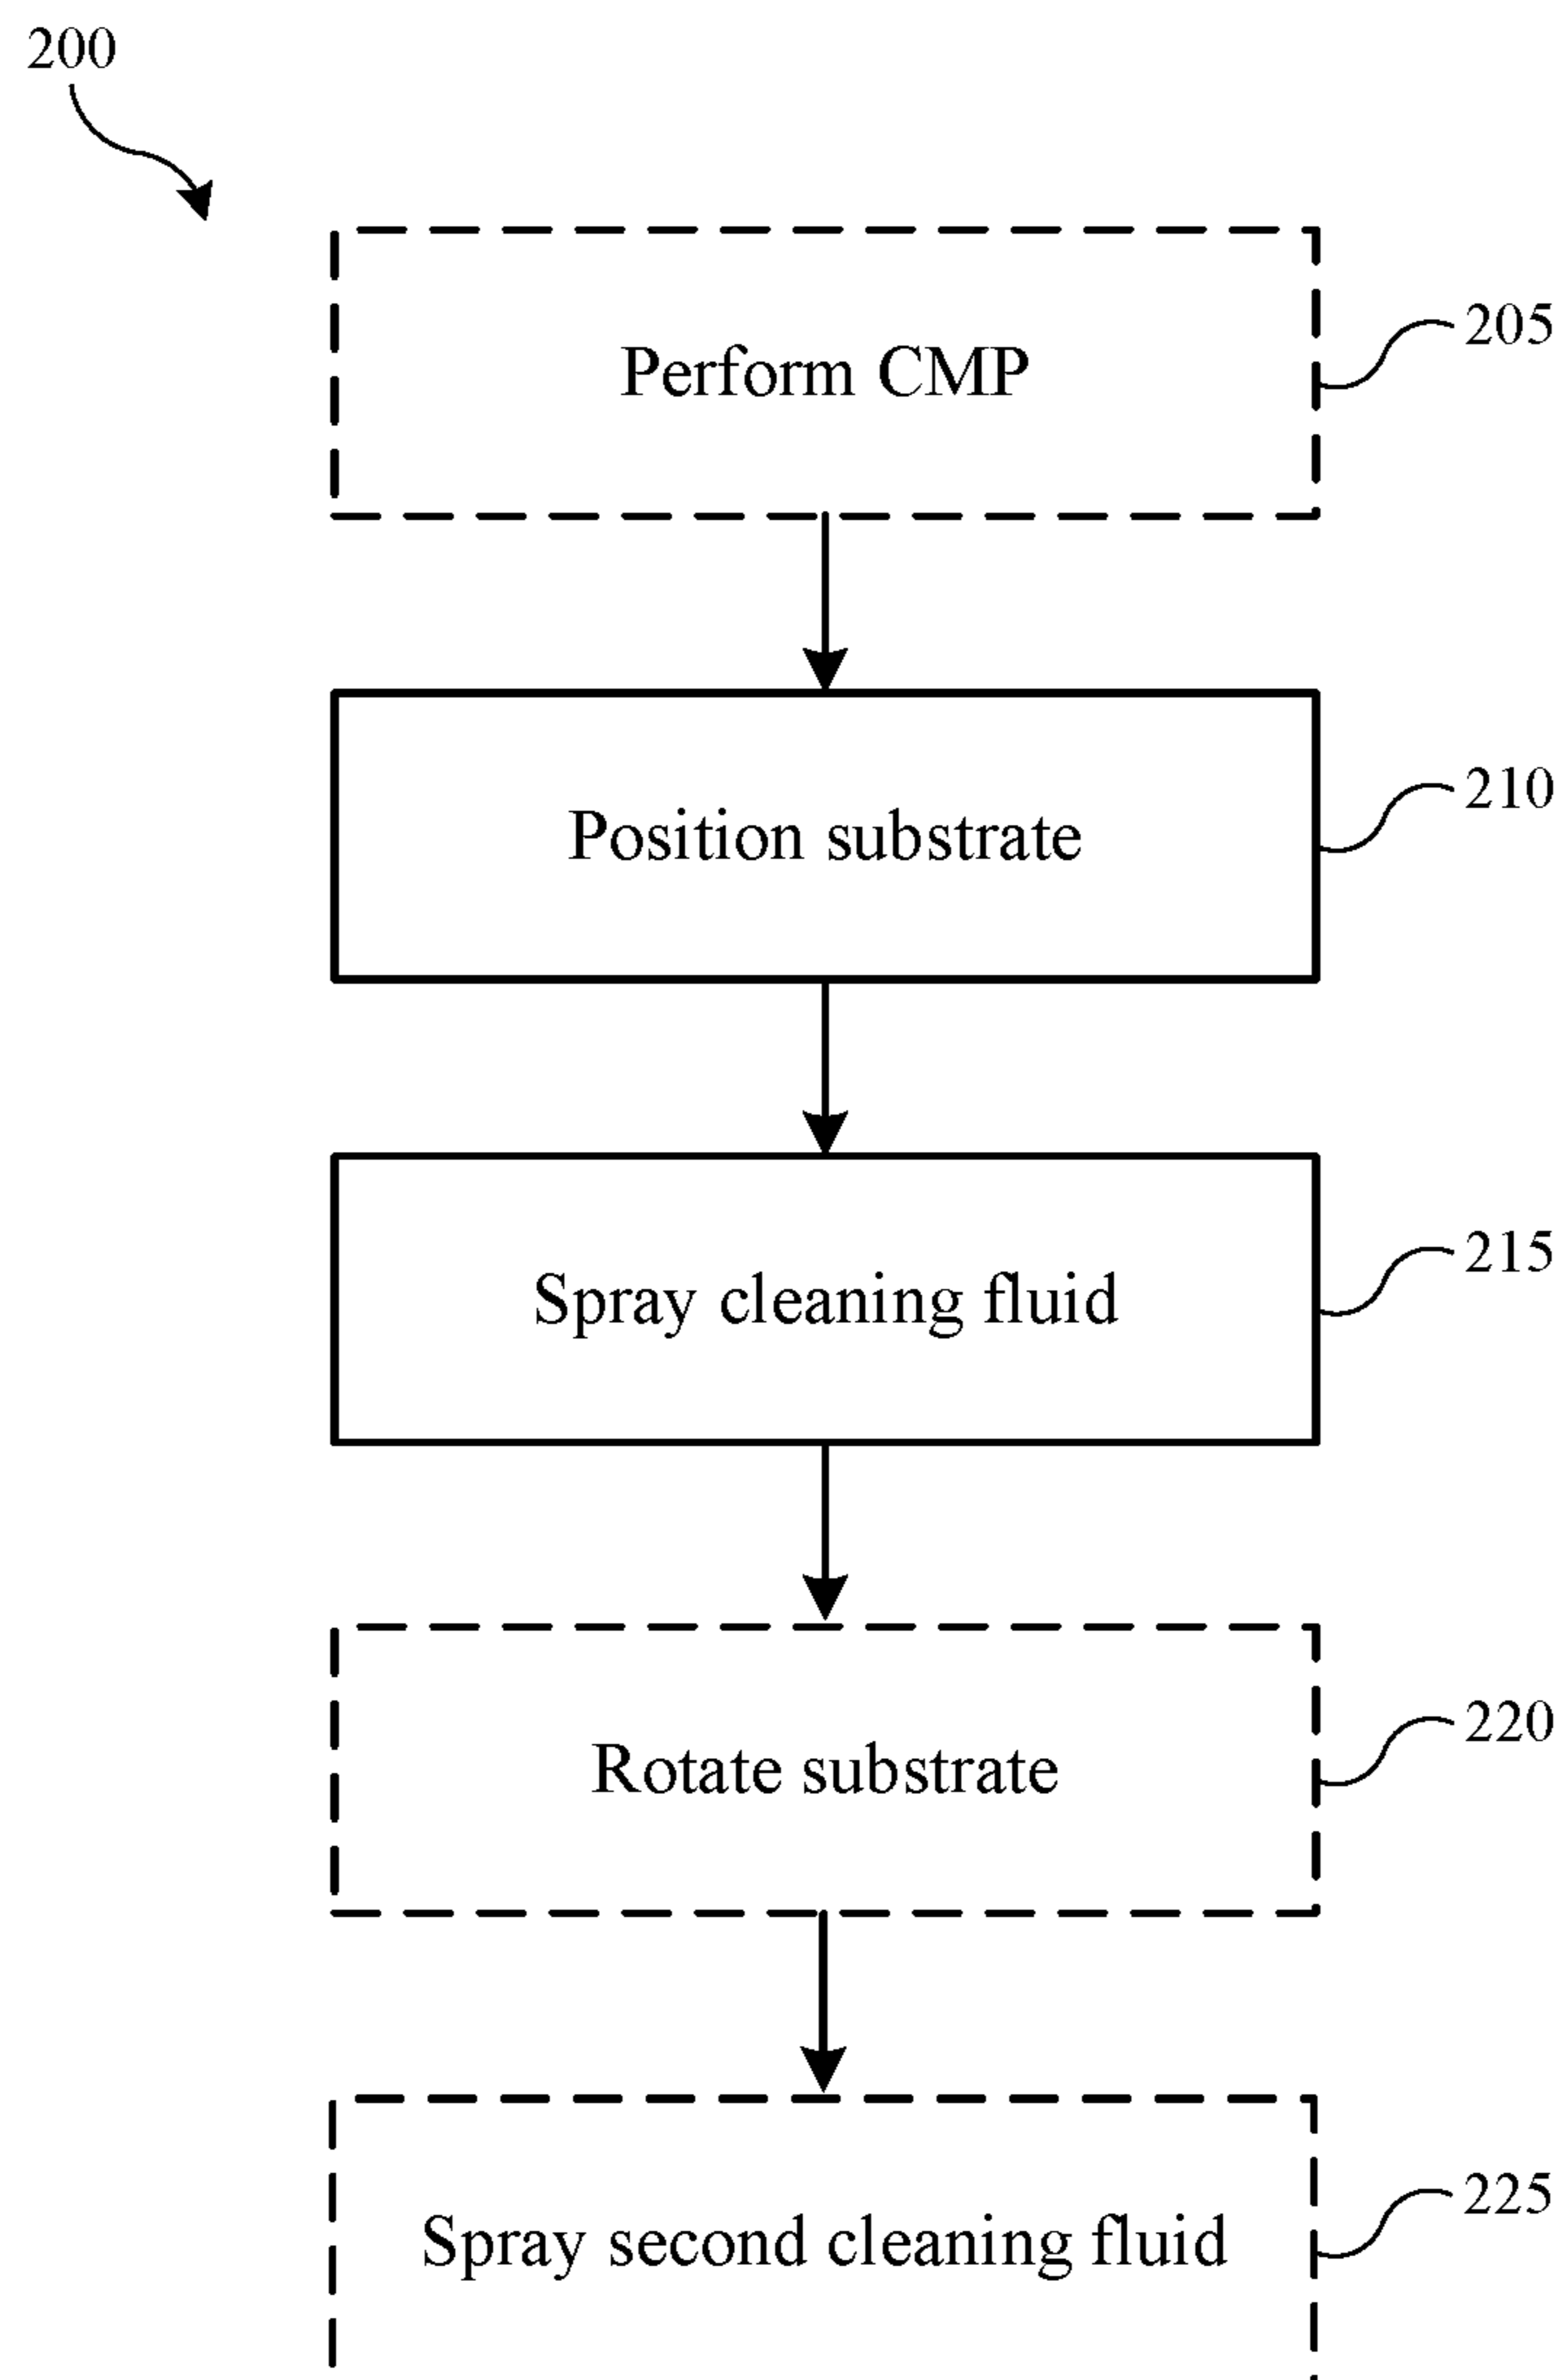 200
Perform CMP
205
Position substrate
210
Spray cleaning fluid
215
Rotate substrate
220
Spray second cleaning fluid
225